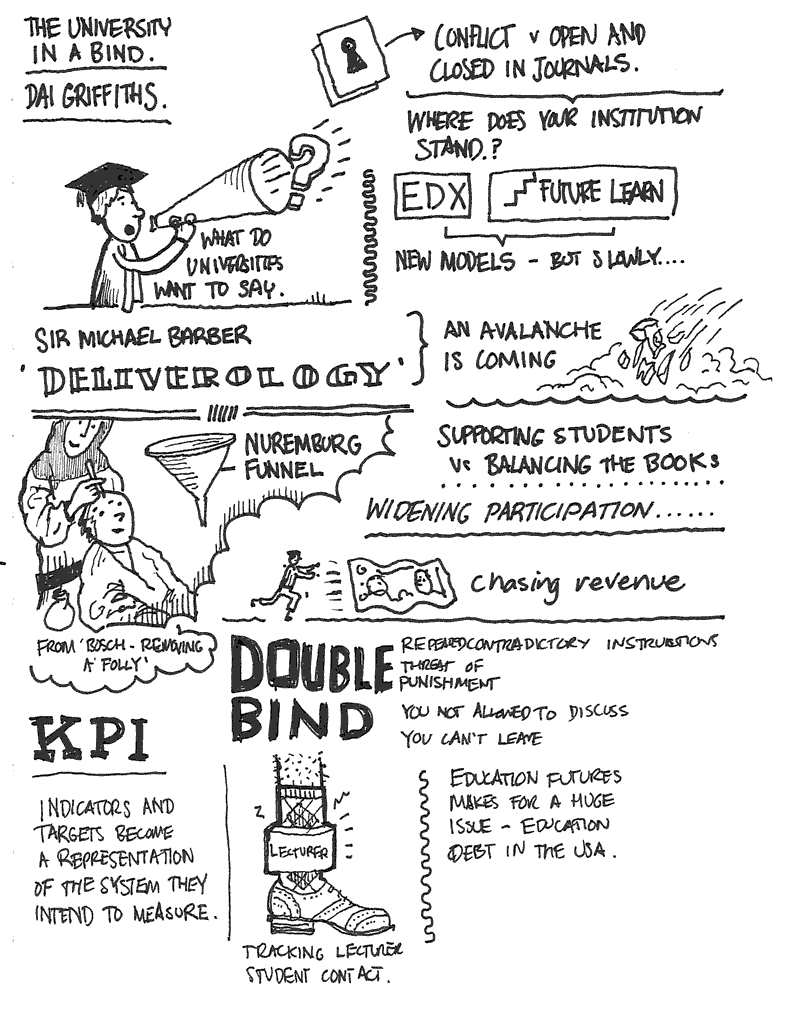 THE UNIVERSITY
IN A BIND.
DAI GRIFFITHS.
CONFLICT v OPEN AND
CLOSED IN JOURNALS.
WHERE DOES YOUR INSTITUTION
STAND.?
EDX
FUTURE LEARN
NEW MODELS - BUT SLOWLY....
?
WHAT DO
UNIVERSITIES
WANT TO SAY.
SIR MICHAEL BARBER
'DELIVEROLOGY'
AN AVALANCHE
IS COMING
NUREMBURG
FUNNEL
SUPPORTING STUDENTS
vs BALANCING THE BOOKS
WIDENING PARTICIPATION......
chasing revenue
FROM 'BOSCH - REMOVING
A 'FOLLY'
DOUBLE
BIND
CONTRADICTORY INSTRUCTIONS
THREAT OF
PUNISHMENT
YOU NOT ALLOWED TO DISCUSS
YOU CAN'T LEAVE
KPI
INDICATORS AND
TARGETS BECOME
A REPRESENTATION
OF THE SYSTEM THEY
INTEND TO MEASURE.
LECTURER
TRACKING LECTURER
STUDENT CONTACT.
EDUCATION FUTURES
MAKES FOR A HUGE
ISSUE - EDUCATION
DEBT IN THE USA.